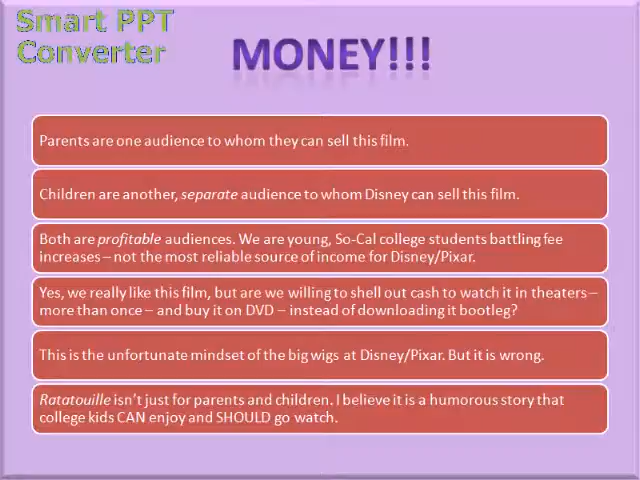 Smart PPT
Converter
MONEY!!!
Parents are one audience to whom they can sell this film.
Children are another, separate audience to whom Disney can sell this film.
Both are profitable audiences. We are young, So-Cal college students battling fee
increases – not the most reliable source of income for Disney/Pixar.
Yes, we really like this film, but are we willing to shell out cash to watch it in theaters –
more than once – and buy it on DVD – instead of downloading it bootleg?
This is the unfortunate mindset of the big wigs at Disney/Pixar. But it is wrong.
Ratatouille isn't just for parents and children. I believe it is a humorous story that
college kids CAN enjoy and SHOULD go watch.